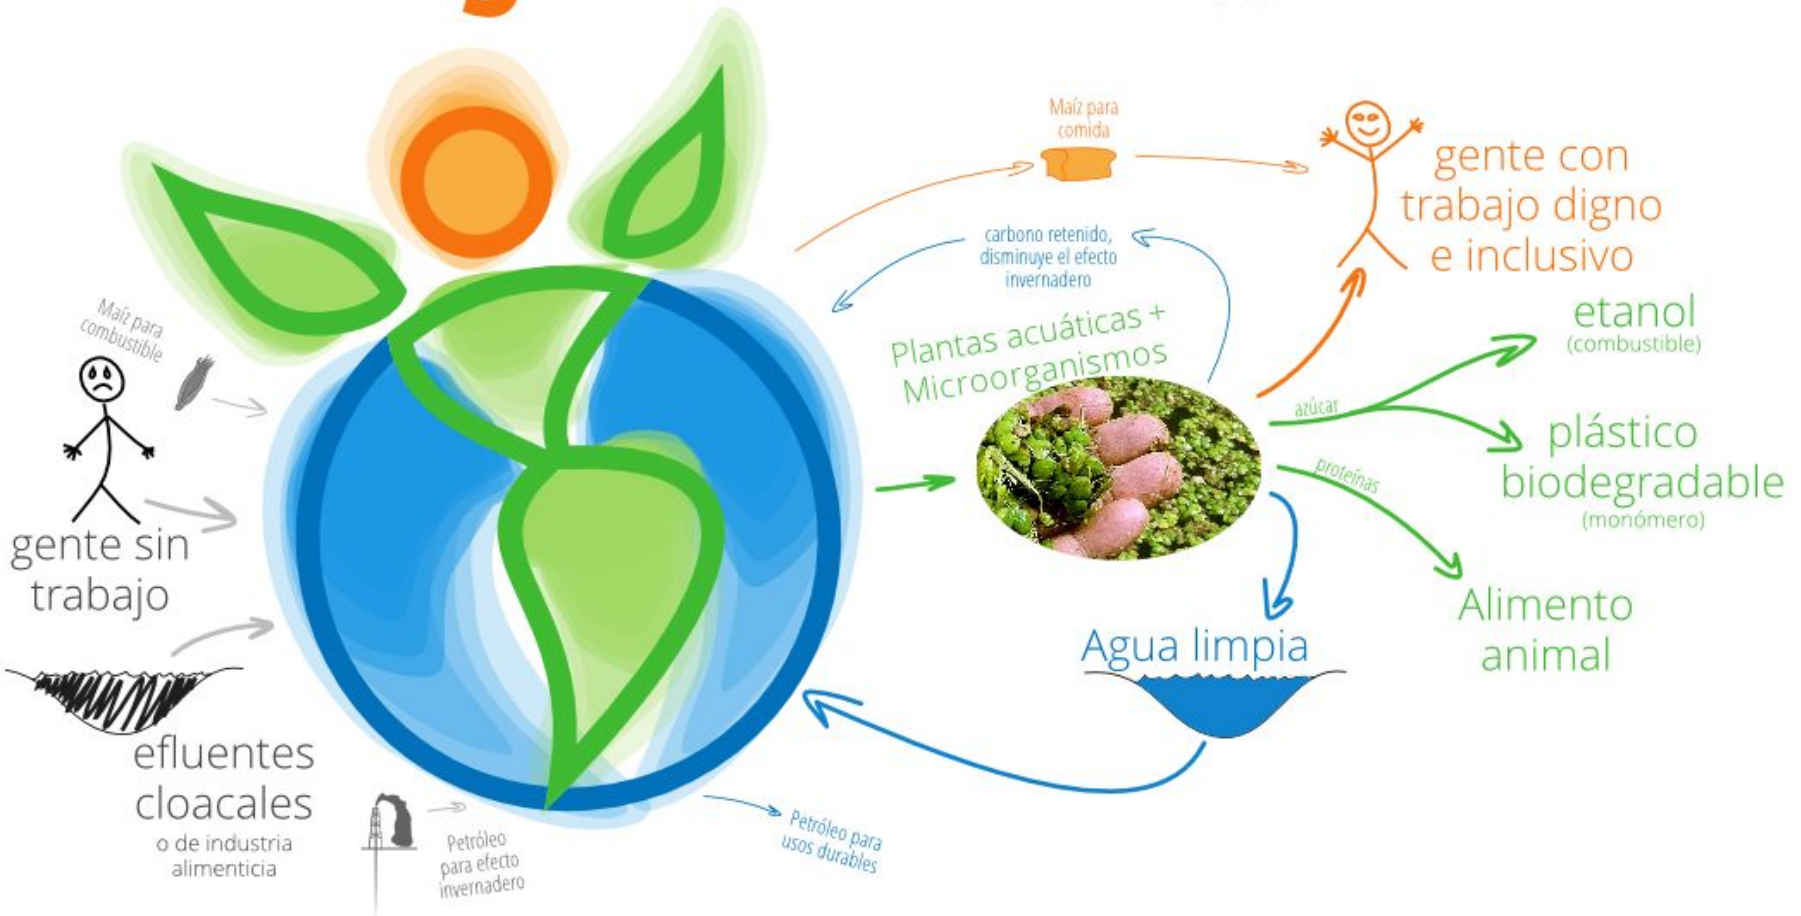 Maíz para
combustible
gente sin
trabajo
efluentes
cloacales
o de industria
alimenticia
Petróleo
para efecto
invernadero
Petróleo para
usos durables
Maíz para
comida
carbono retenido,
disminuye el efecto
invernadero
Plantas acuáticas +
Microorganismos
gente con
trabajo digno
e inclusivo
azúcar
etanol
(combustible)
plástico
biodegradable
(monómero)
proteínas
Alimento
animal
Agua limpia